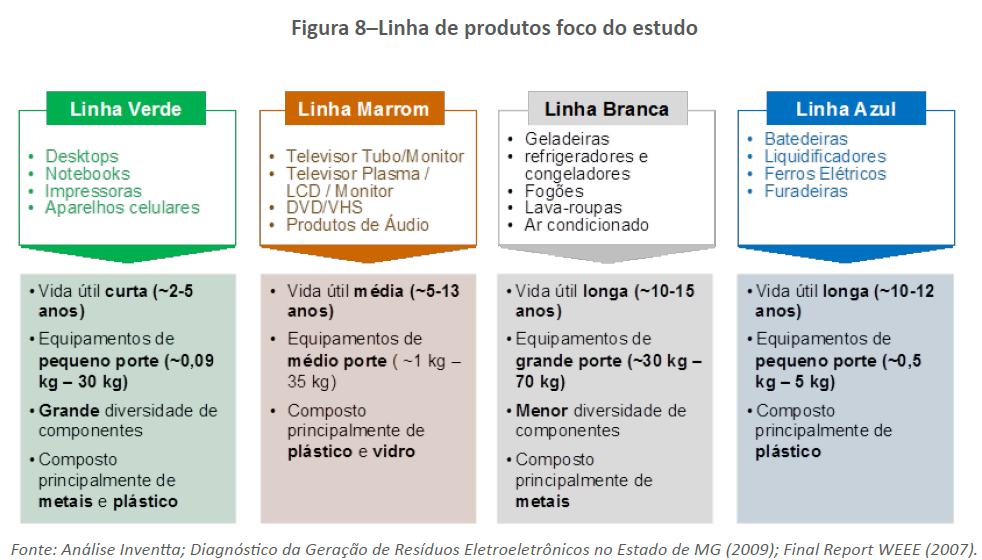 Figura 8–Linha de produtos foco do estudo
Linha Verde
• Desktops
• Notebooks
• Impressoras
• Aparelhos celulares
• Vida útil curta (~2-5
anos)
• Equipamentos de
pequeno porte (~0,09
kg – 30 kg)
• Grande diversidade de
componentes
• Composto
principalmente de
metais e plástico
Linha Marrom
• Televisor Tubo/Monitor
• Televisor Plasma /
LCD / Monitor
• DVD/VHS
• Produtos de Áudio
• Vida útil média (~5-13
anos)
• Equipamentos de
médio porte ( ~1 kg –
35 kg)
• Composto
principalmente de
plástico e vidro
Linha Branca
• Geladeiras
• refrigeradores e
congeladores
• Fogões
• Lava-roupas
• Ar condicionado
• Vida útil longa (~10-15
anos)
• Equipamentos de
grande porte (~30 kg –
70 kg)
• Menor diversidade de
componentes
• Composto
principalmente de
metais
Linha Azul
• Batedeiras
• Liquidificadores
• Ferros Elétricos
• Furadeiras
• Vida útil longa (~10-12
anos)
• Equipamentos de
pequeno porte (~0,5
kg – 5 kg)
• Composto
principalmente de
plástico
Fonte: Análise Inventta; Diagnóstico da Geração de Resíduos Eletroeletrônicos no Estado de MG (2009); Final Report WEEE (2007).